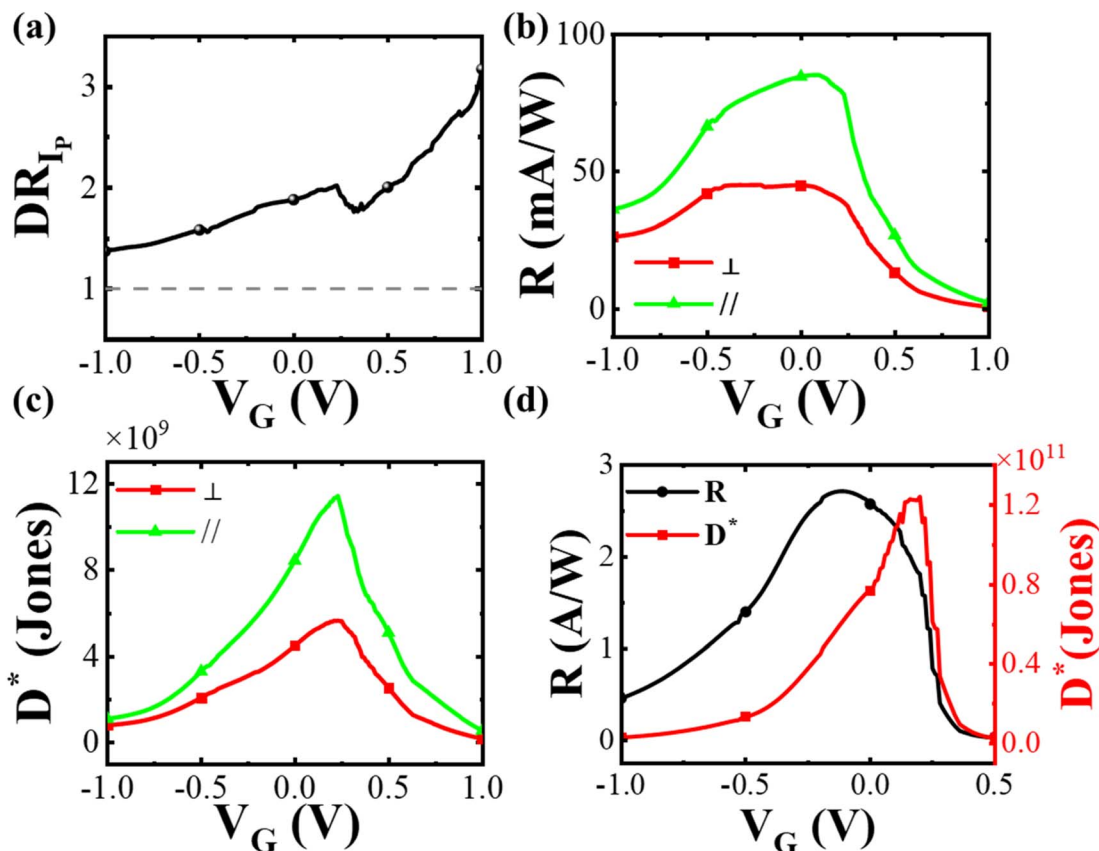 (a)
3
2
1
DR_{I_P}
-1.0 -0.5 0.0 0.5 1.0
V_G (V)
(b)
100
50
0
R (mA/W)
⊥
//
-1.0 -0.5 0.0 0.5 1.0
V_G (V)
(c)
×10^9
12
8
4
0
D^* (Jones)
⊥
//
-1.0 -0.5 0.0 0.5 1.0
V_G (V)
(d)
3
2
1
0
R (A/W)
R
D^*
×10^11
1.2
0.8
0.4
0.0
D^* (Jones)
-1.0 -0.5 0.0 0.5
V_G (V)